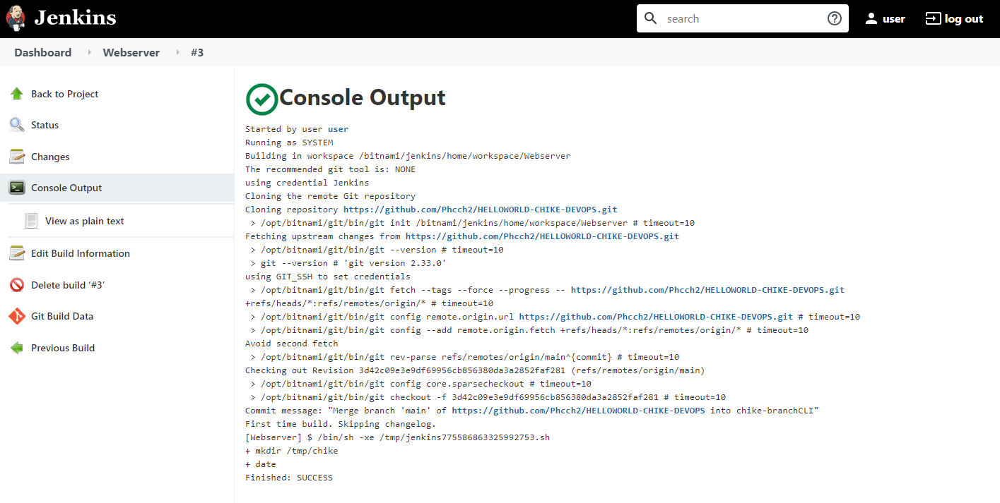 Jenkins
search
user
log out
Dashboard
Webserver
#3
Back to Project
Status
Changes
Console Output
View as plain text
Edit Build Information
Delete build ‘#3’
Git Build Data
Previous Build
Console Output
Started by user user
Running as SYSTEM
Building in workspace /bitnami/jenkins/home/workspace/Webserver
The recommended git tool is: NONE
using credential Jenkins
Cloning the remote Git repository
Cloning repository https://github.com/Phcch2/HELLOWORLD-CHIKE-DEVOPS.git
 > /opt/bitnami/git/bin/git init /bitnami/jenkins/home/workspace/Webserver # timeout=10
Fetching upstream changes from https://github.com/Phcch2/HELLOWORLD-CHIKE-DEVOPS.git
 > /opt/bitnami/git/bin/git --version # timeout=10
 > git --version # 'git version 2.33.0'
using GIT_SSH to set credentials
 > /opt/bitnami/git/bin/git fetch --tags --force --progress -- https://github.com/Phcch2/HELLOWORLD-CHIKE-DEVOPS.git
+refs/heads/*:refs/remotes/origin/* # timeout=10
 > /opt/bitnami/git/bin/git config remote.origin.url https://github.com/Phcch2/HELLOWORLD-CHIKE-DEVOPS.git # timeout=10
 > /opt/bitnami/git/bin/git config --add remote.origin.fetch +refs/heads/*:refs/remotes/origin/* # timeout=10
Avoid second fetch
 > /opt/bitnami/git/bin/git rev-parse refs/remotes/origin/main^{commit} # timeout=10
Checking out Revision 3d42c09e3e9df69956cb856380da3a2852faf281 (refs/remotes/origin/main)
 > /opt/bitnami/git/bin/git config core.sparsecheckout # timeout=10
 > /opt/bitnami/git/bin/git checkout -f 3d42c09e3e9df69956cb856380da3a2852faf281 # timeout=10
Commit message: "Merge branch 'main' of https://github.com/Phcch2/HELLOWORLD-CHIKE-DEVOPS into chike-branchCLI"
First time build. Skipping changelog.
[Webserver] $ /bin/sh -xe /tmp/jenkins775586863325992753.sh
+ mkdir /tmp/chike
+ date
Finished: SUCCESS